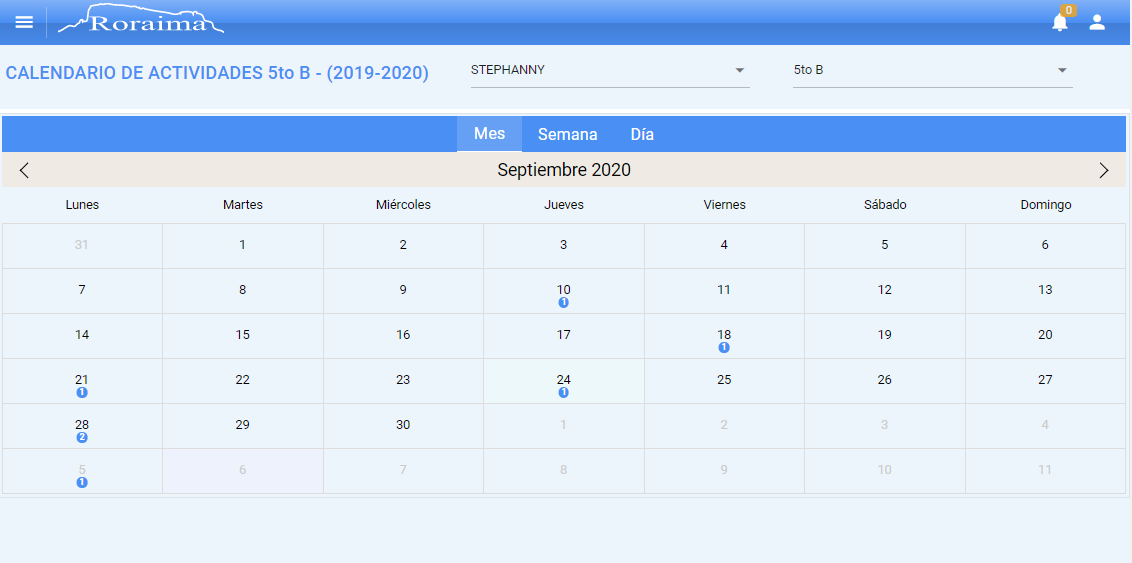 Roraima
0
CALENDARIO DE ACTIVIDADES 5to B - (2019-2020)
STEPHANNY
5to B
Mes Semana Día
Septiembre 2020
Lunes Martes Miércoles Jueves Viernes Sábado Domingo
31 1 2 3 4 5 6
7 8 9 10 11 12 13
1
14 15 16 17 18 19 20
1
21 22 23 24 25 26 27
1 1
28 29 30 1 2 3 4
2
5 6 7 8 9 10 11
1